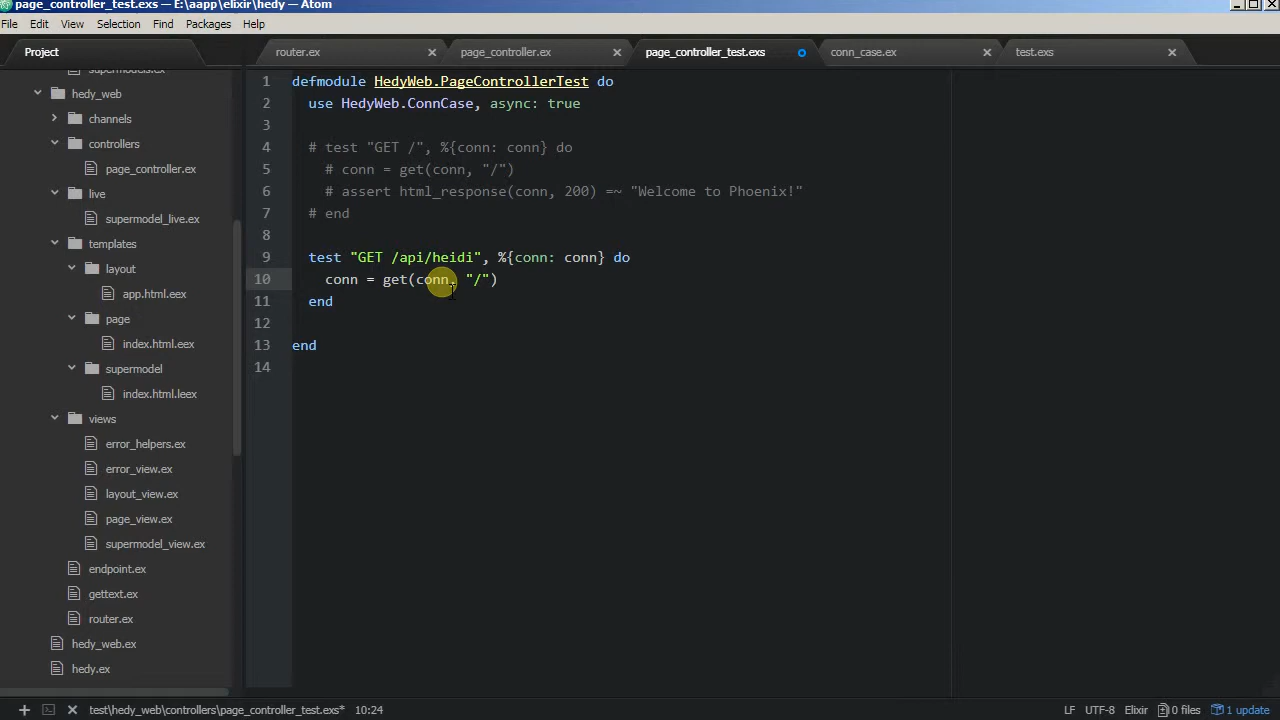 page_controller_test.exs — E:\aapp\elixir\hedy — Atom
File Edit View Selection Find Packages Help
Project
router.ex
page_controller.ex
page_controller_test.exs
conn_case.ex
test.exs
supermodels.ex
hedy_web
channels
controllers
page_controller.ex
live
supermodel_live.ex
templates
layout
app.html.eex
page
index.html.eex
supermodel
index.html.leex
views
error_helpers.ex
error_view.ex
layout_view.ex
page_view.ex
supermodel_view.ex
endpoint.ex
gettext.ex
router.ex
hedy_web.ex
hedy.ex
1 defmodule HedyWeb.PageControllerTest do
2 use HedyWeb.ConnCase, async: true
3
4 # test "GET /", %{conn: conn} do
5 # conn = get(conn, "/")
6 # assert html_response(conn, 200) =~ "Welcome to Phoenix!"
7 # end
8
9 test "GET /api/heidi", %{conn: conn} do
10 conn = get(conn, "/")
11 end
12
13 end
14
test\hedy_web\controllers\page_controller_test.exs* 10:24
LF UTF-8 Elixir 0 files 1 update